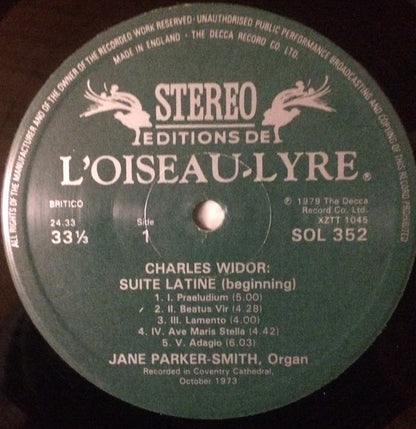 ALL RIGHTS OF THE MANUFACTURER AND OF THE OWNER OF THE RECORDED WORK RESERVED · UNAUTHORISED PUBLIC PERFORMANCE BROADCASTING AND COPYING OF THIS RECORD
MADE IN ENGLAND · THE DECCA RECORD CO. LTD.
STEREO
EDITIONS DE
L'OISEAU-LYRE®
BRITICO
24.33
33⅓
Side
1
℗ 1979 The Decca
Record Co. Ltd.
XZTT 1045
SOL 352
CHARLES WIDOR:
SUITE LATINE (beginning)
1. I. Praeludium (5.00)
2. II. Beatus Vir (4.28)
3. III. Lamento (4.00)
4. IV. Ave Maris Stella (4.42)
5. V. Adagio (6.03)
JANE PARKER-SMITH, Organ
Recorded in Coventry Cathedral,
October 1973